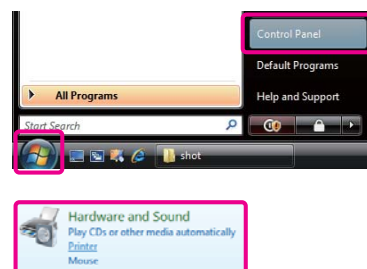 Control Panel
Default Programs
All Programs
Help and Support
Start Search
shot
Hardware and Sound
Play CDs or other media automatically
Printer
Mouse